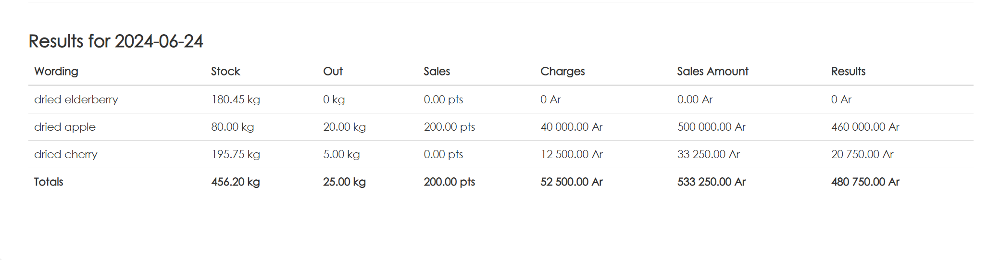 Results for 2024-06-24
Wording Stock Out Sales Charges Sales Amount Results
dried elderberry 180.45 kg 0 kg 0.00 pts 0 Ar 0.00 Ar 0 Ar
dried apple 80.00 kg 20.00 kg 200.00 pts 40 000.00 Ar 500 000.00 Ar 460 000.00 Ar
dried cherry 195.75 kg 5.00 kg 0.00 pts 12 500.00 Ar 33 250.00 Ar 20 750.00 Ar
Totals 456.20 kg 25.00 kg 200.00 pts 52 500.00 Ar 533 250.00 Ar 480 750.00 Ar